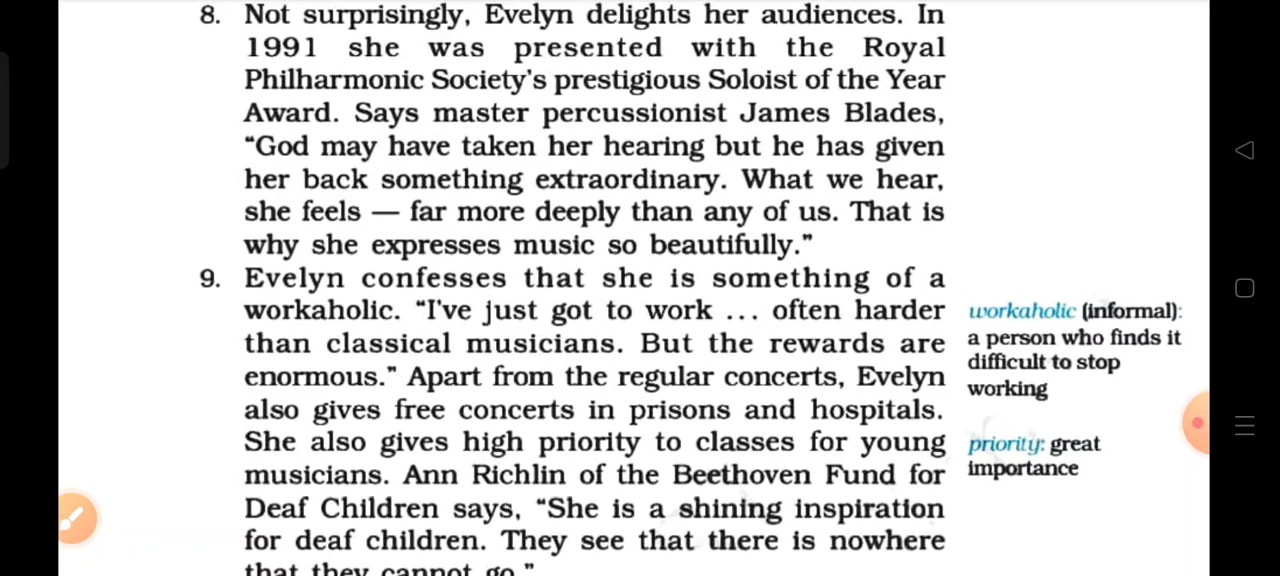 8. Not surprisingly, Evelyn delights her audiences. In
1991 she was presented with the Royal
Philharmonic Society's prestigious Soloist of the Year
Award. Says master percussionist James Blades,
“God may have taken her hearing but he has given
her back something extraordinary. What we hear,
she feels — far more deeply than any of us. That is
why she expresses music so beautifully.”
9. Evelyn confesses that she is something of a
workaholic. “I've just got to work ... often harder
than classical musicians. But the rewards are
enormous.” Apart from the regular concerts, Evelyn
also gives free concerts in prisons and hospitals.
She also gives high priority to classes for young
musicians. Ann Richlin of the Beethoven Fund for
Deaf Children says, “She is a shining inspiration
for deaf children. They see that there is nowhere
that they cannot go.”
workaholic (informal):
a person who finds it
difficult to stop
working
priority: great
importance